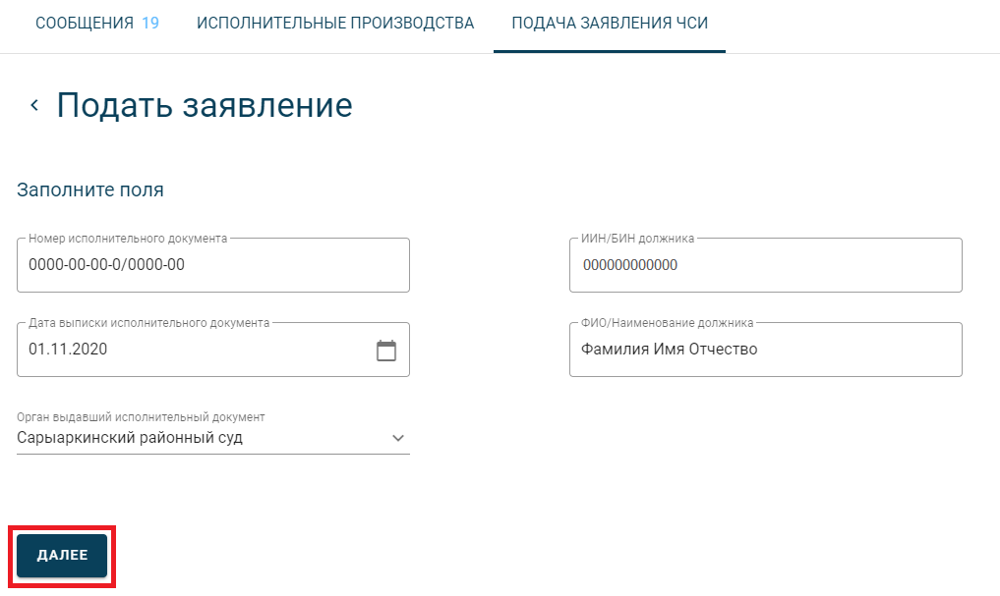 СООБЩЕНИЯ 19 ИСПОЛНИТЕЛЬНЫЕ ПРОИЗВОДСТВА ПОДАЧА ЗАЯВЛЕНИЯ ЧСИ
Подать заявление
Заполните поля
Номер исполнительного документа
0000-00-00-0/0000-00
ИИН/БИН должника
000000000000
Дата выписки исполнительного документа
01.11.2020
ФИО/Наименование должника
Фамилия Имя Отчество
Орган выдавший исполнительный документ
Сарыаркинский районный суд
ДАЛЕЕ